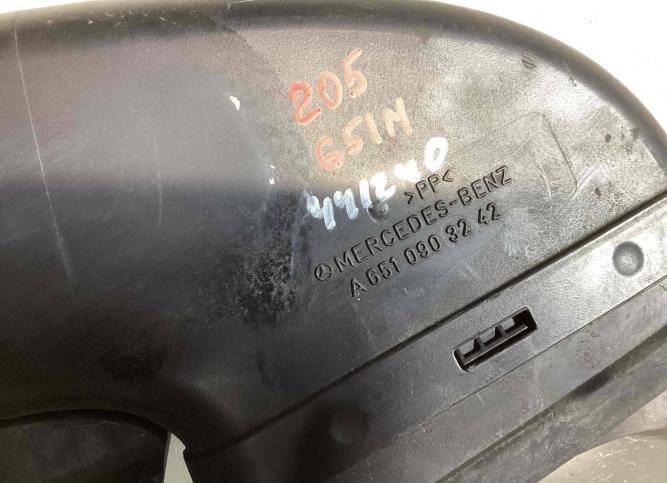 205
651M
441240
>PP<
MERCEDES-BENZ
A 651 090 32 42